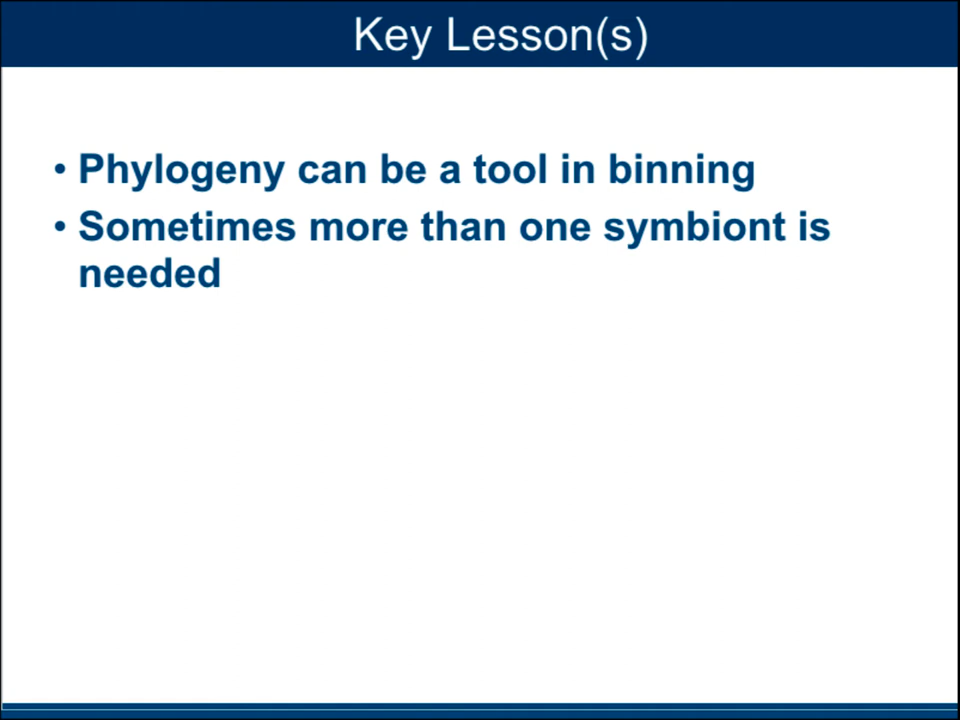 Key Lesson(s)
• Phylogeny can be a tool in binning
• Sometimes more than one symbiont is
needed